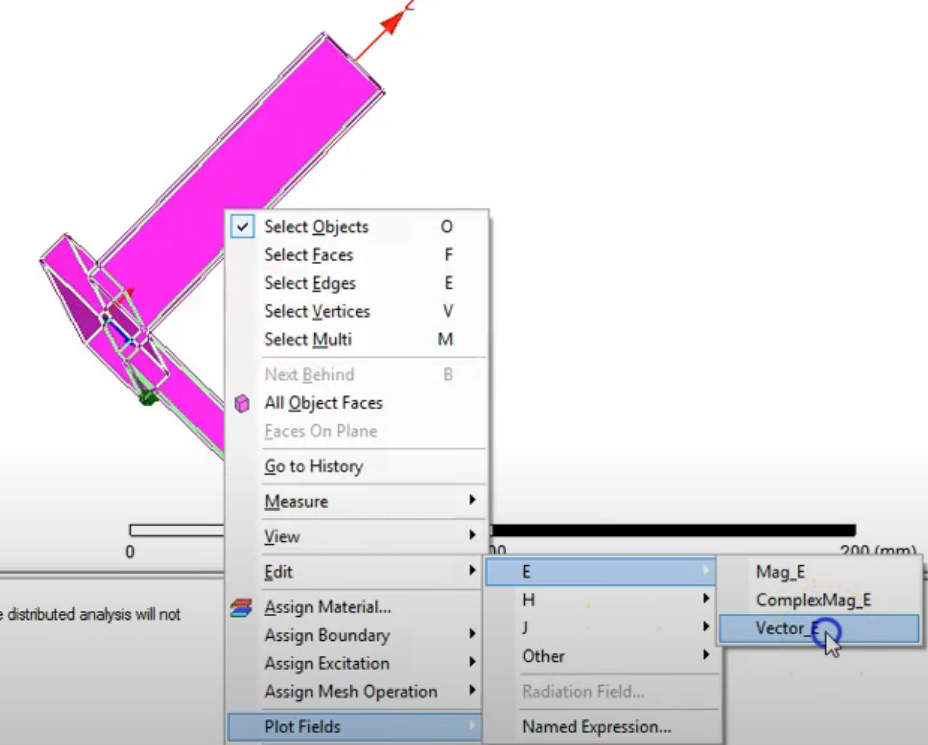 Z
Select Objects O
Select Faces F
Select Edges E
Select Vertices V
Select Multi M
Next Behind B
All Object Faces
Faces On Plane
Go to History
Measure
View
0
00
200 (mm)
Edit
E
Mag_E
e distributed analysis will not
Assign Material...
H
ComplexMag_E
Assign Boundary
J
Vector_E
Assign Excitation
Other
Assign Mesh Operation
Radiation Field...
Plot Fields
Named Expression...